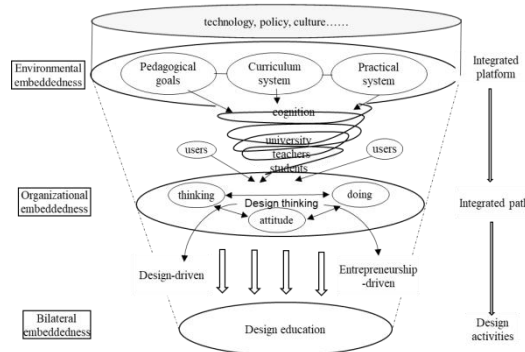 technology, policy, culture……
Environmental
embeddedness
Pedagogical
goals
Curriculum
system
Practical
system
Integrated
platform
cognition
university
teachers
students
users
users
Organizational
embeddedness
thinking
Design thinking
doing
attitude
Integrated path
Design-driven
Entrepreneurship
-driven
Bilateral
embeddedness
Design education
Design
activities